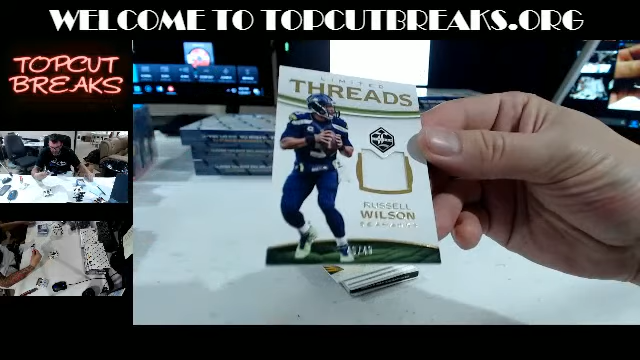 WELCOME TO TOPCUTBREAKS.ORG
TOPCUT
BREAKS
LIMITED
THREADS
RUSSELL
WILSON
SEAHAWKS